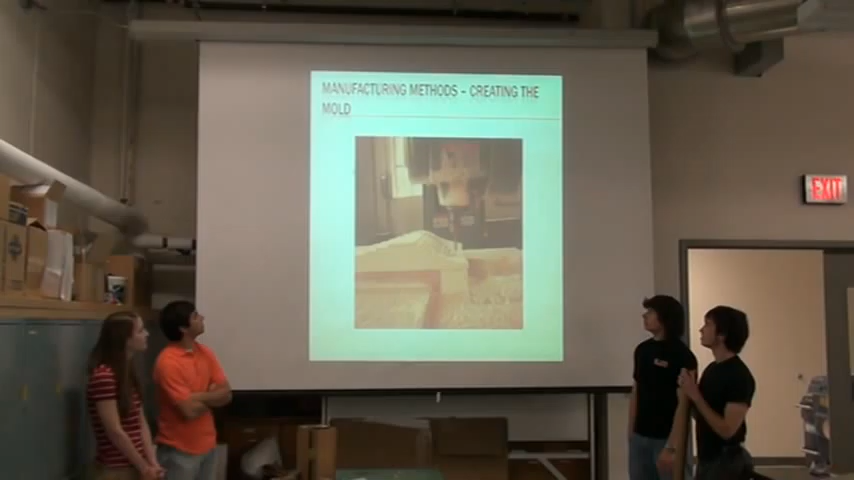 MANUFACTURING METHODS – CREATING THE
MOLD
EXIT